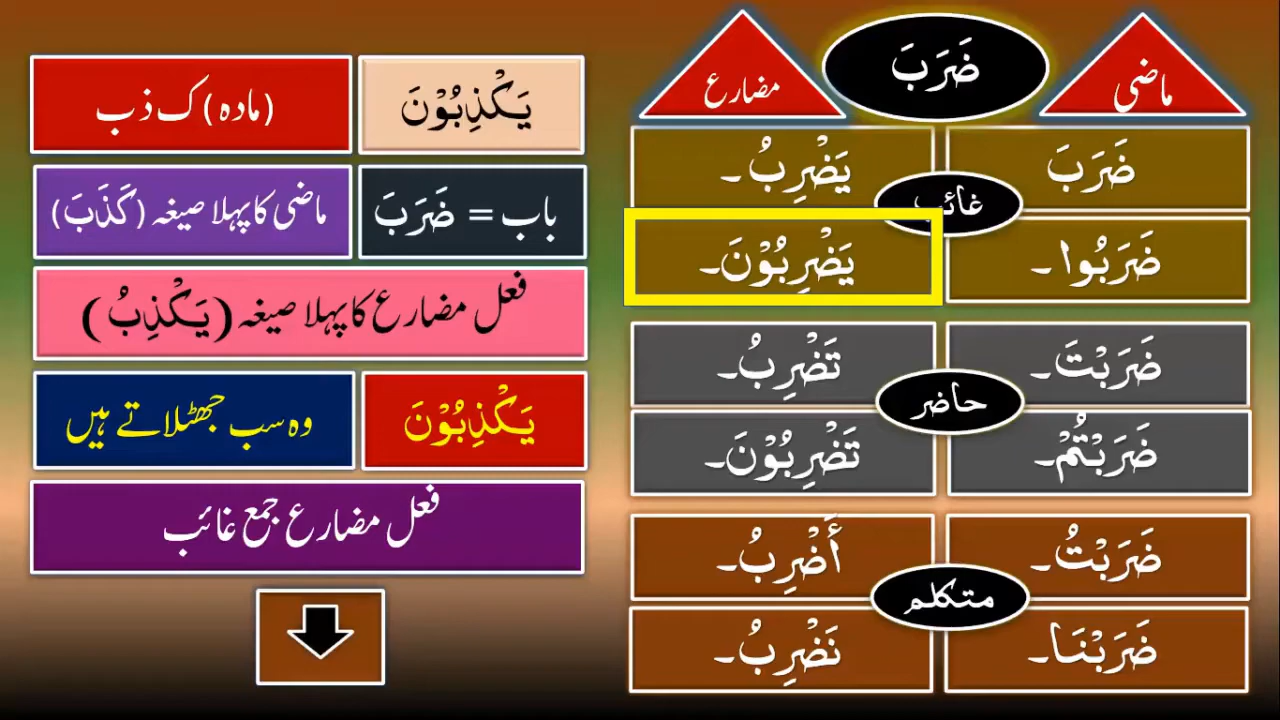 ماضی
ضَرَبَ
مضارع
ضَرَبَ
غائب
يَضْرِبُ۔
ضَرَبُوا۔
يَضْرِبُوْنَ۔
ضَرَبْتَ۔
حاضر
تَضْرِبُ۔
ضَرَبْتُمْ۔
تَضْرِبُوْنَ۔
ضَرَبْتُ۔
متکلم
أَضْرِبُ۔
ضَرَبْنَا۔
نَضْرِبُ۔
يَكْذِبُوْنَ
(مادہ) ک ذ ب
باب = ضَرَبَ
ماضی کا پہلا صیغہ (كَذَبَ)
فعل مضارع کا پہلا صیغہ (يَكْذِبُ)
يَكْذِبُوْنَ
وہ سب جھٹلاتے ہیں
فعل مضارع جمع غائب